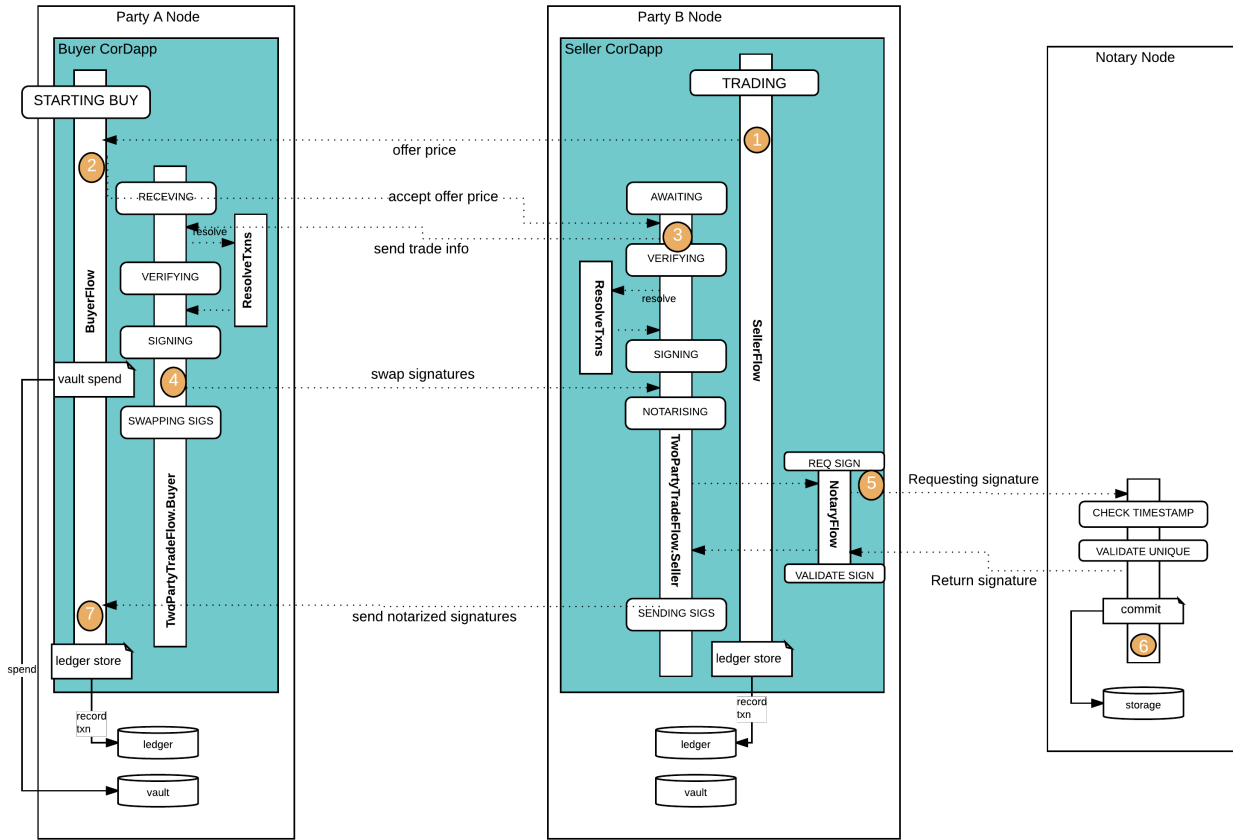 Party A Node
Party B Node
Notary Node
Buyer CorDapp
Seller CorDapp
STARTING BUY
TRADING
1
offer price
2
RECEVING
accept offer price
AWAITING
resolve
send trade info
3
VERIFYING
VERIFYING
ResolveTxns
ResolveTxns
resolve
BuyerFlow
SellerFlow
SIGNING
SIGNING
vault spend
4
swap signatures
SWAPPING SIGS
NOTARISING
TwoPartyTradeFlow.Buyer
TwoPartyTradeFlow.Seller
REQ SIGN
5
Requesting signature
NotaryFlow
CHECK TIMESTAMP
VALIDATE UNIQUE
VALIDATE SIGN
Return signature
7
send notarized signatures
SENDING SIGS
commit
6
ledger store
ledger store
spend
record
txn
record
txn
storage
ledger
ledger
vault
vault